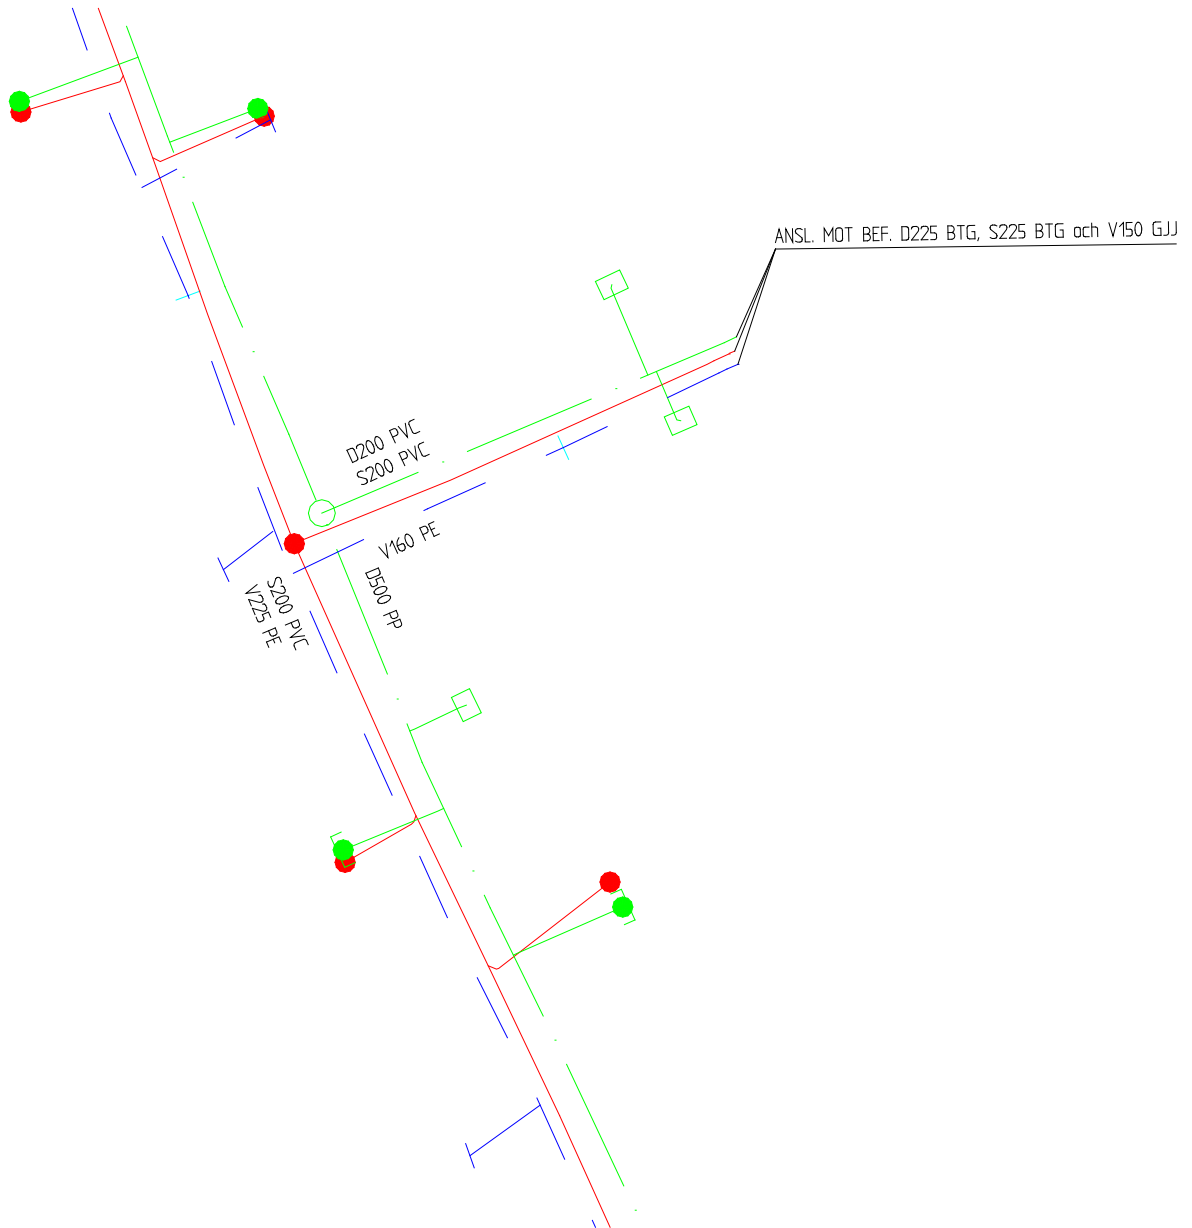 ANSL. MOT BEF. D225 BTG, S225 BTG och V150 GJJ
D200 PVC
S200 PVC
V160 PE
D500 PP
S200 PVC
V225 PE